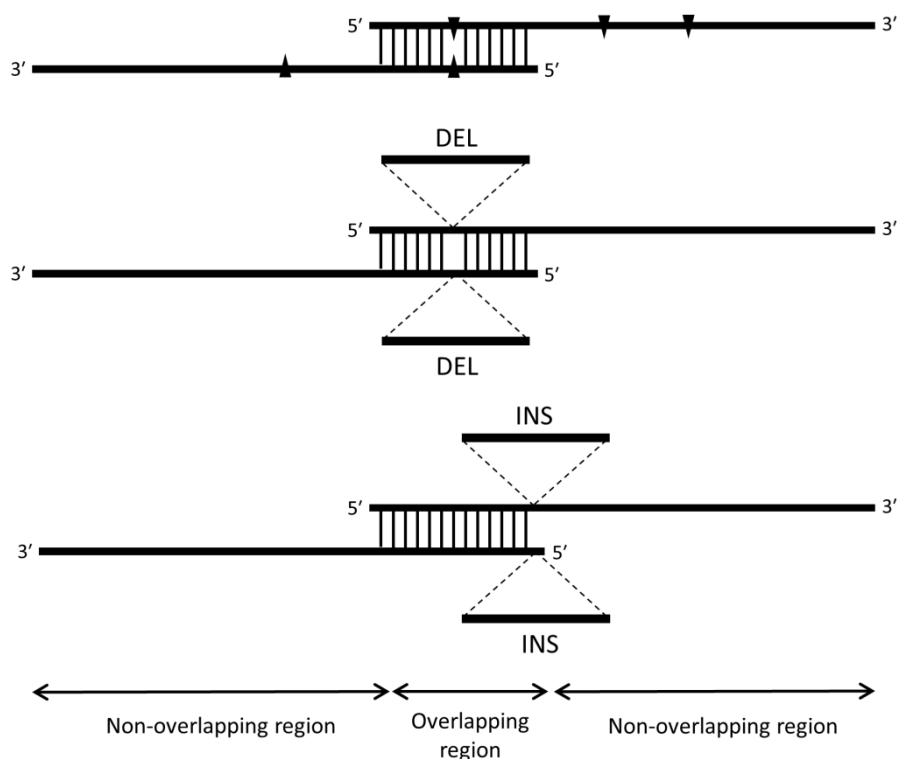 5′ 3′
3′ 5′
DEL
5′ 3′
3′ 5′
DEL
INS
5′ 3′
3′ 5′
INS
Non-overlapping region Overlapping region Non-overlapping region